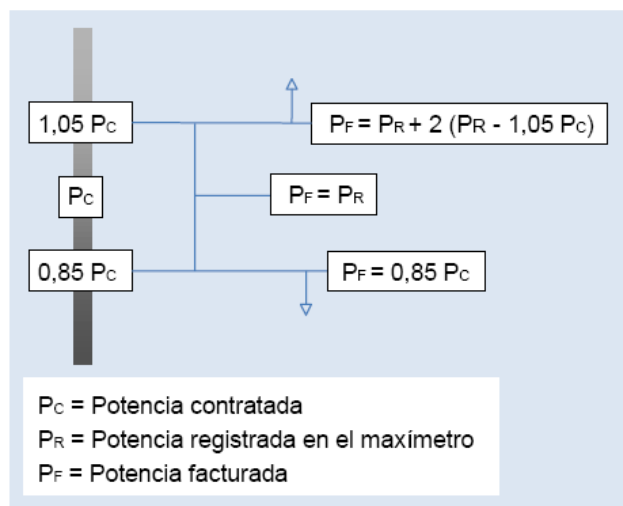 1,05 PC
PF = PR + 2 (PR - 1,05 PC)
PC
PF = PR
0,85 PC
PF = 0,85 PC
PC = Potencia contratada
PR = Potencia registrada en el maxímetro
PF = Potencia facturada